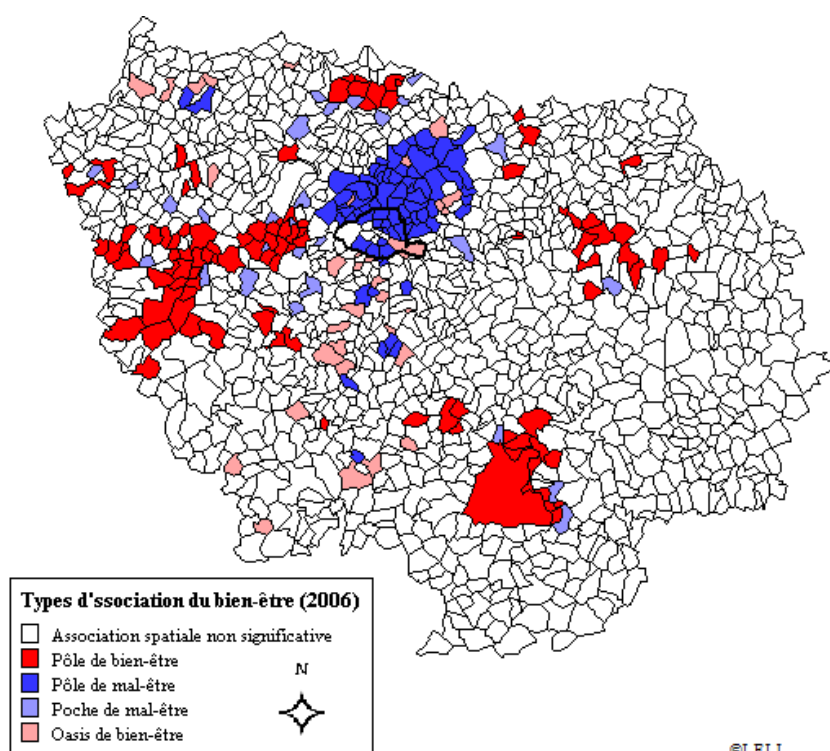 Types d'ssociation du bien-être (2006)
Association spatiale non significative
Pôle de bien-être
Pôle de mal-être
Poche de mal-être
Oasis de bien-être
N